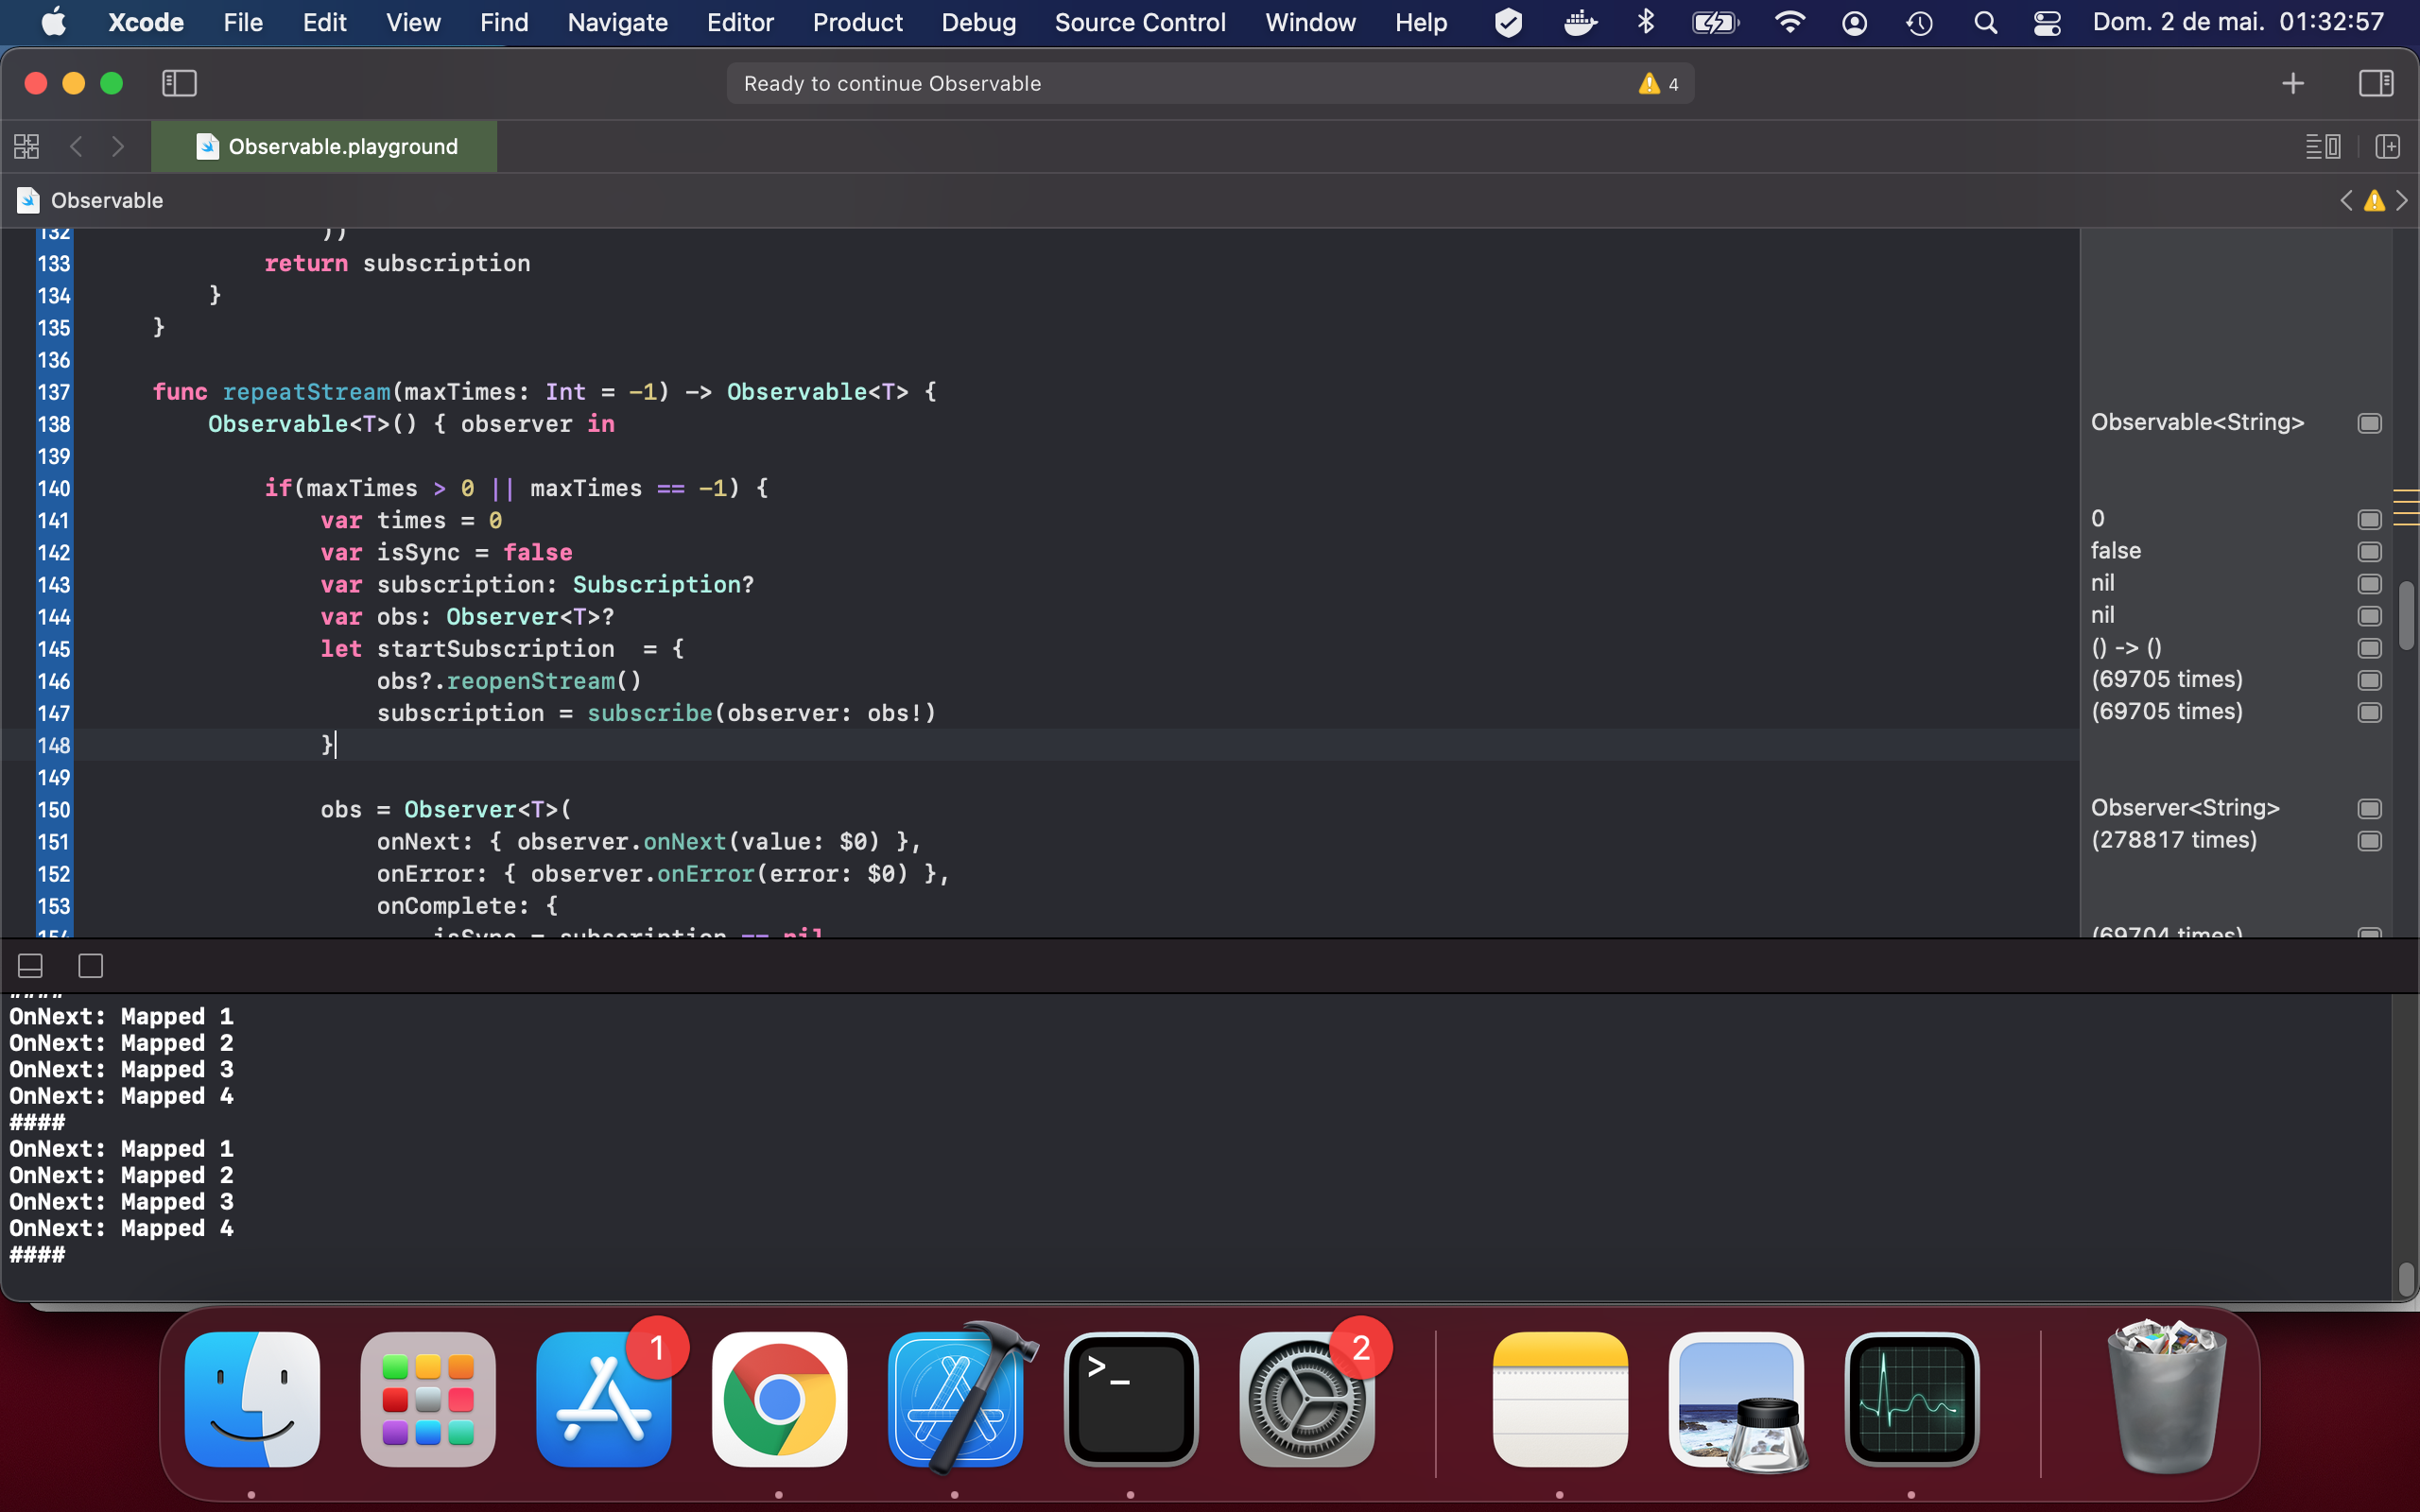 Xcode File Edit View Find Navigate Editor Product Debug Source Control Window Help Dom. 2 de mai. 01:32:57
Ready to continue Observable 4
Observable.playground
Observable
132 ))
133 return subscription
134 }
135 }
136
137 func repeatStream(maxTimes: Int = -1) -> Observable<T> {
138 Observable<T>() { observer in Observable<String>
139
140 if(maxTimes > 0 || maxTimes == -1) {
141 var times = 0 0
142 var isSync = false false
143 var subscription: Subscription? nil
144 var obs: Observer<T>? nil
145 let startSubscription  = { () -> ()
146 obs?.reopenStream() (69705 times)
147 subscription = subscribe(observer: obs!) (69705 times)
148 }
149
150 obs = Observer<T>( Observer<String>
151 onNext: { observer.onNext(value: $0) }, (278817 times)
152 onError: { observer.onError(error: $0) },
153 onComplete: {
154 isSync = subscription == nil (69704 times)
####
OnNext: Mapped 1
OnNext: Mapped 2
OnNext: Mapped 3
OnNext: Mapped 4
####
OnNext: Mapped 1
OnNext: Mapped 2
OnNext: Mapped 3
OnNext: Mapped 4
####
1 >_ 2